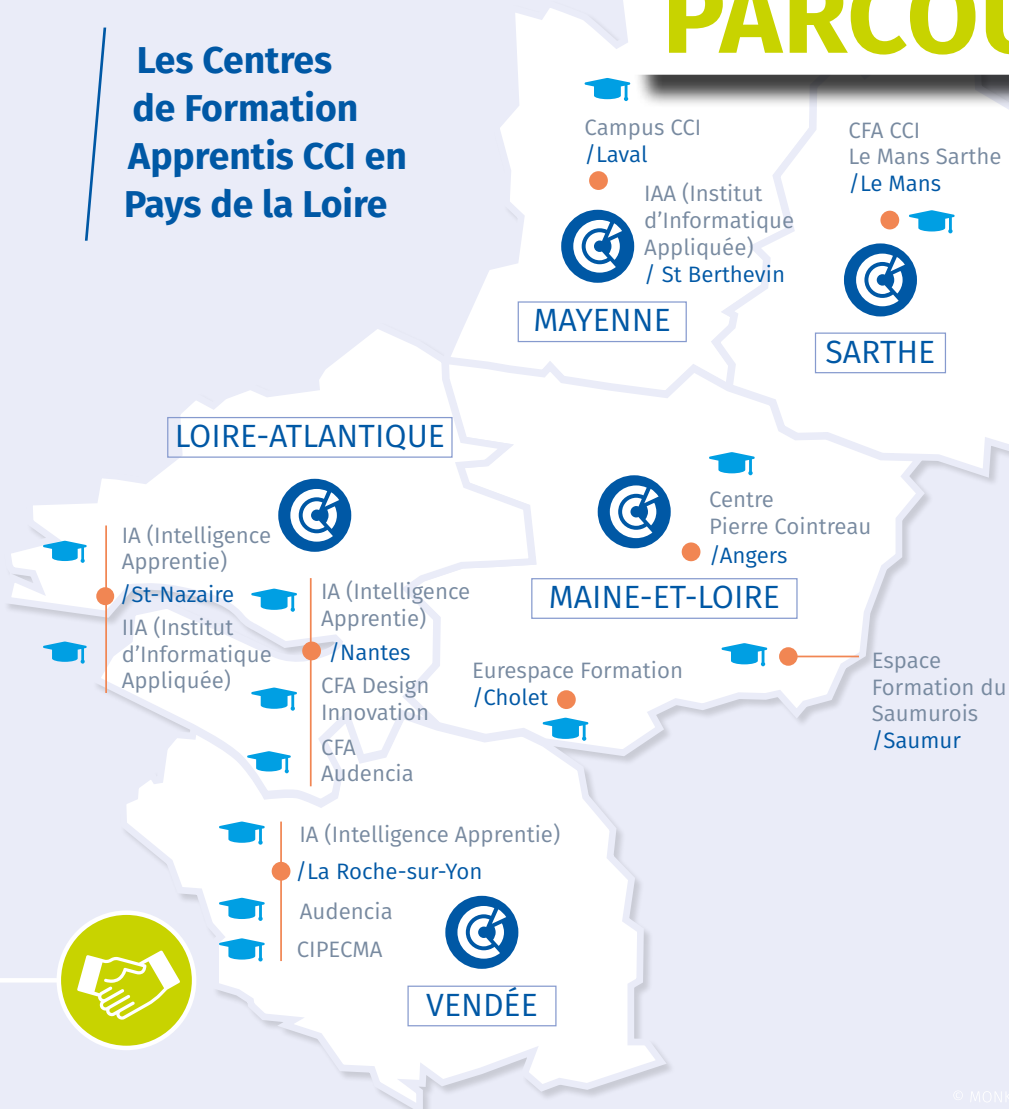 PARCOU
Les Centres
de Formation
Apprentis CCI en
Pays de la Loire
Campus CCI
/Laval
IAA (Institut
d'Informatique
Appliquée)
/ St Berthevin
MAYENNE
CFA CCI
Le Mans Sarthe
/Le Mans
SARTHE
LOIRE-ATLANTIQUE
IA (Intelligence
Apprentie)
/St-Nazaire
IIA (Institut
d'Informatique
Appliquée)
IA (Intelligence
Apprentie)
/Nantes
CFA Design
Innovation
CFA
Audencia
Centre
Pierre Cointreau
/Angers
MAINE-ET-LOIRE
Eurespace Formation
/Cholet
Espace
Formation du
Saumurois
/Saumur
IA (Intelligence Apprentie)
/La Roche-sur-Yon
Audencia
CIPECMA
VENDÉE
© MONK